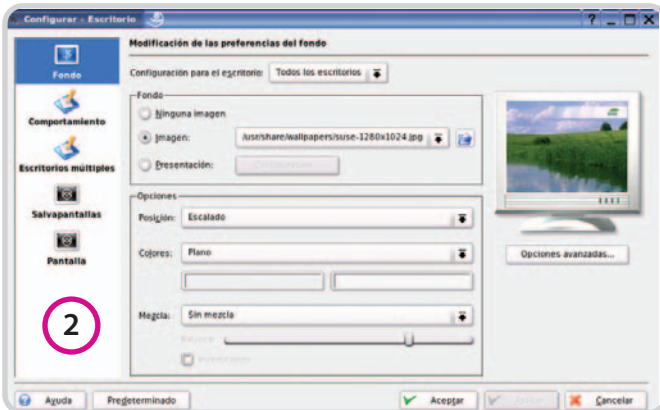 Configurar - Escritorio
Fondo
Comportamiento
Escritorios múltiples
Salvapantallas
Pantalla
2
Modificación de las preferencias del fondo
Configuración para el escritorio: Todos los escritorios
Fondo
Ninguna imagen
Imagen: /usr/share/wallpapers/suse-1280x1024.jpg
Presentación:
Opciones
Posición: Escalado
Colores: Plano
Mezcla: Sin mezcla
Opciones avanzadas...
Ayuda Predeterminado Aceptar Cancelar